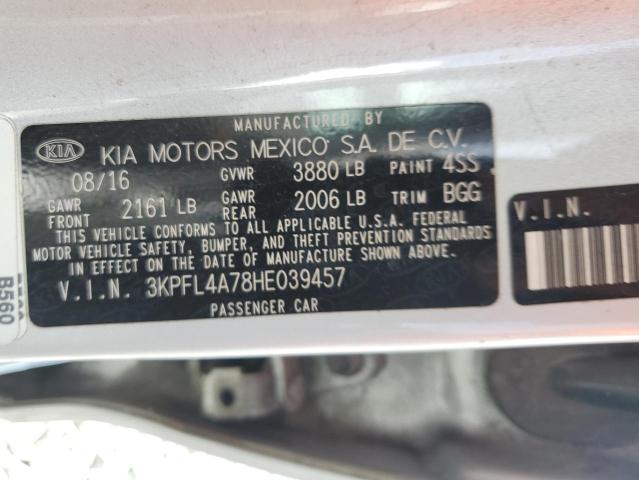 MANUFACTURED BY
KIA KIA MOTORS MEXICO S.A. DE C.V.
08/16 GVWR 3880 LB PAINT 4SS
GAWR FRONT 2161 LB GAWR REAR 2006 LB TRIM BGG
THIS VEHICLE CONFORMS TO ALL APPLICABLE U.S.A. FEDERAL
MOTOR VEHICLE SAFETY, BUMPER, AND THEFT PREVENTION STANDARDS
IN EFFECT ON THE DATE OF MANUFACTURE SHOWN ABOVE.
V.I.N. 3KPFL4A78HE039457
PASSENGER CAR
V.I.N.
B560